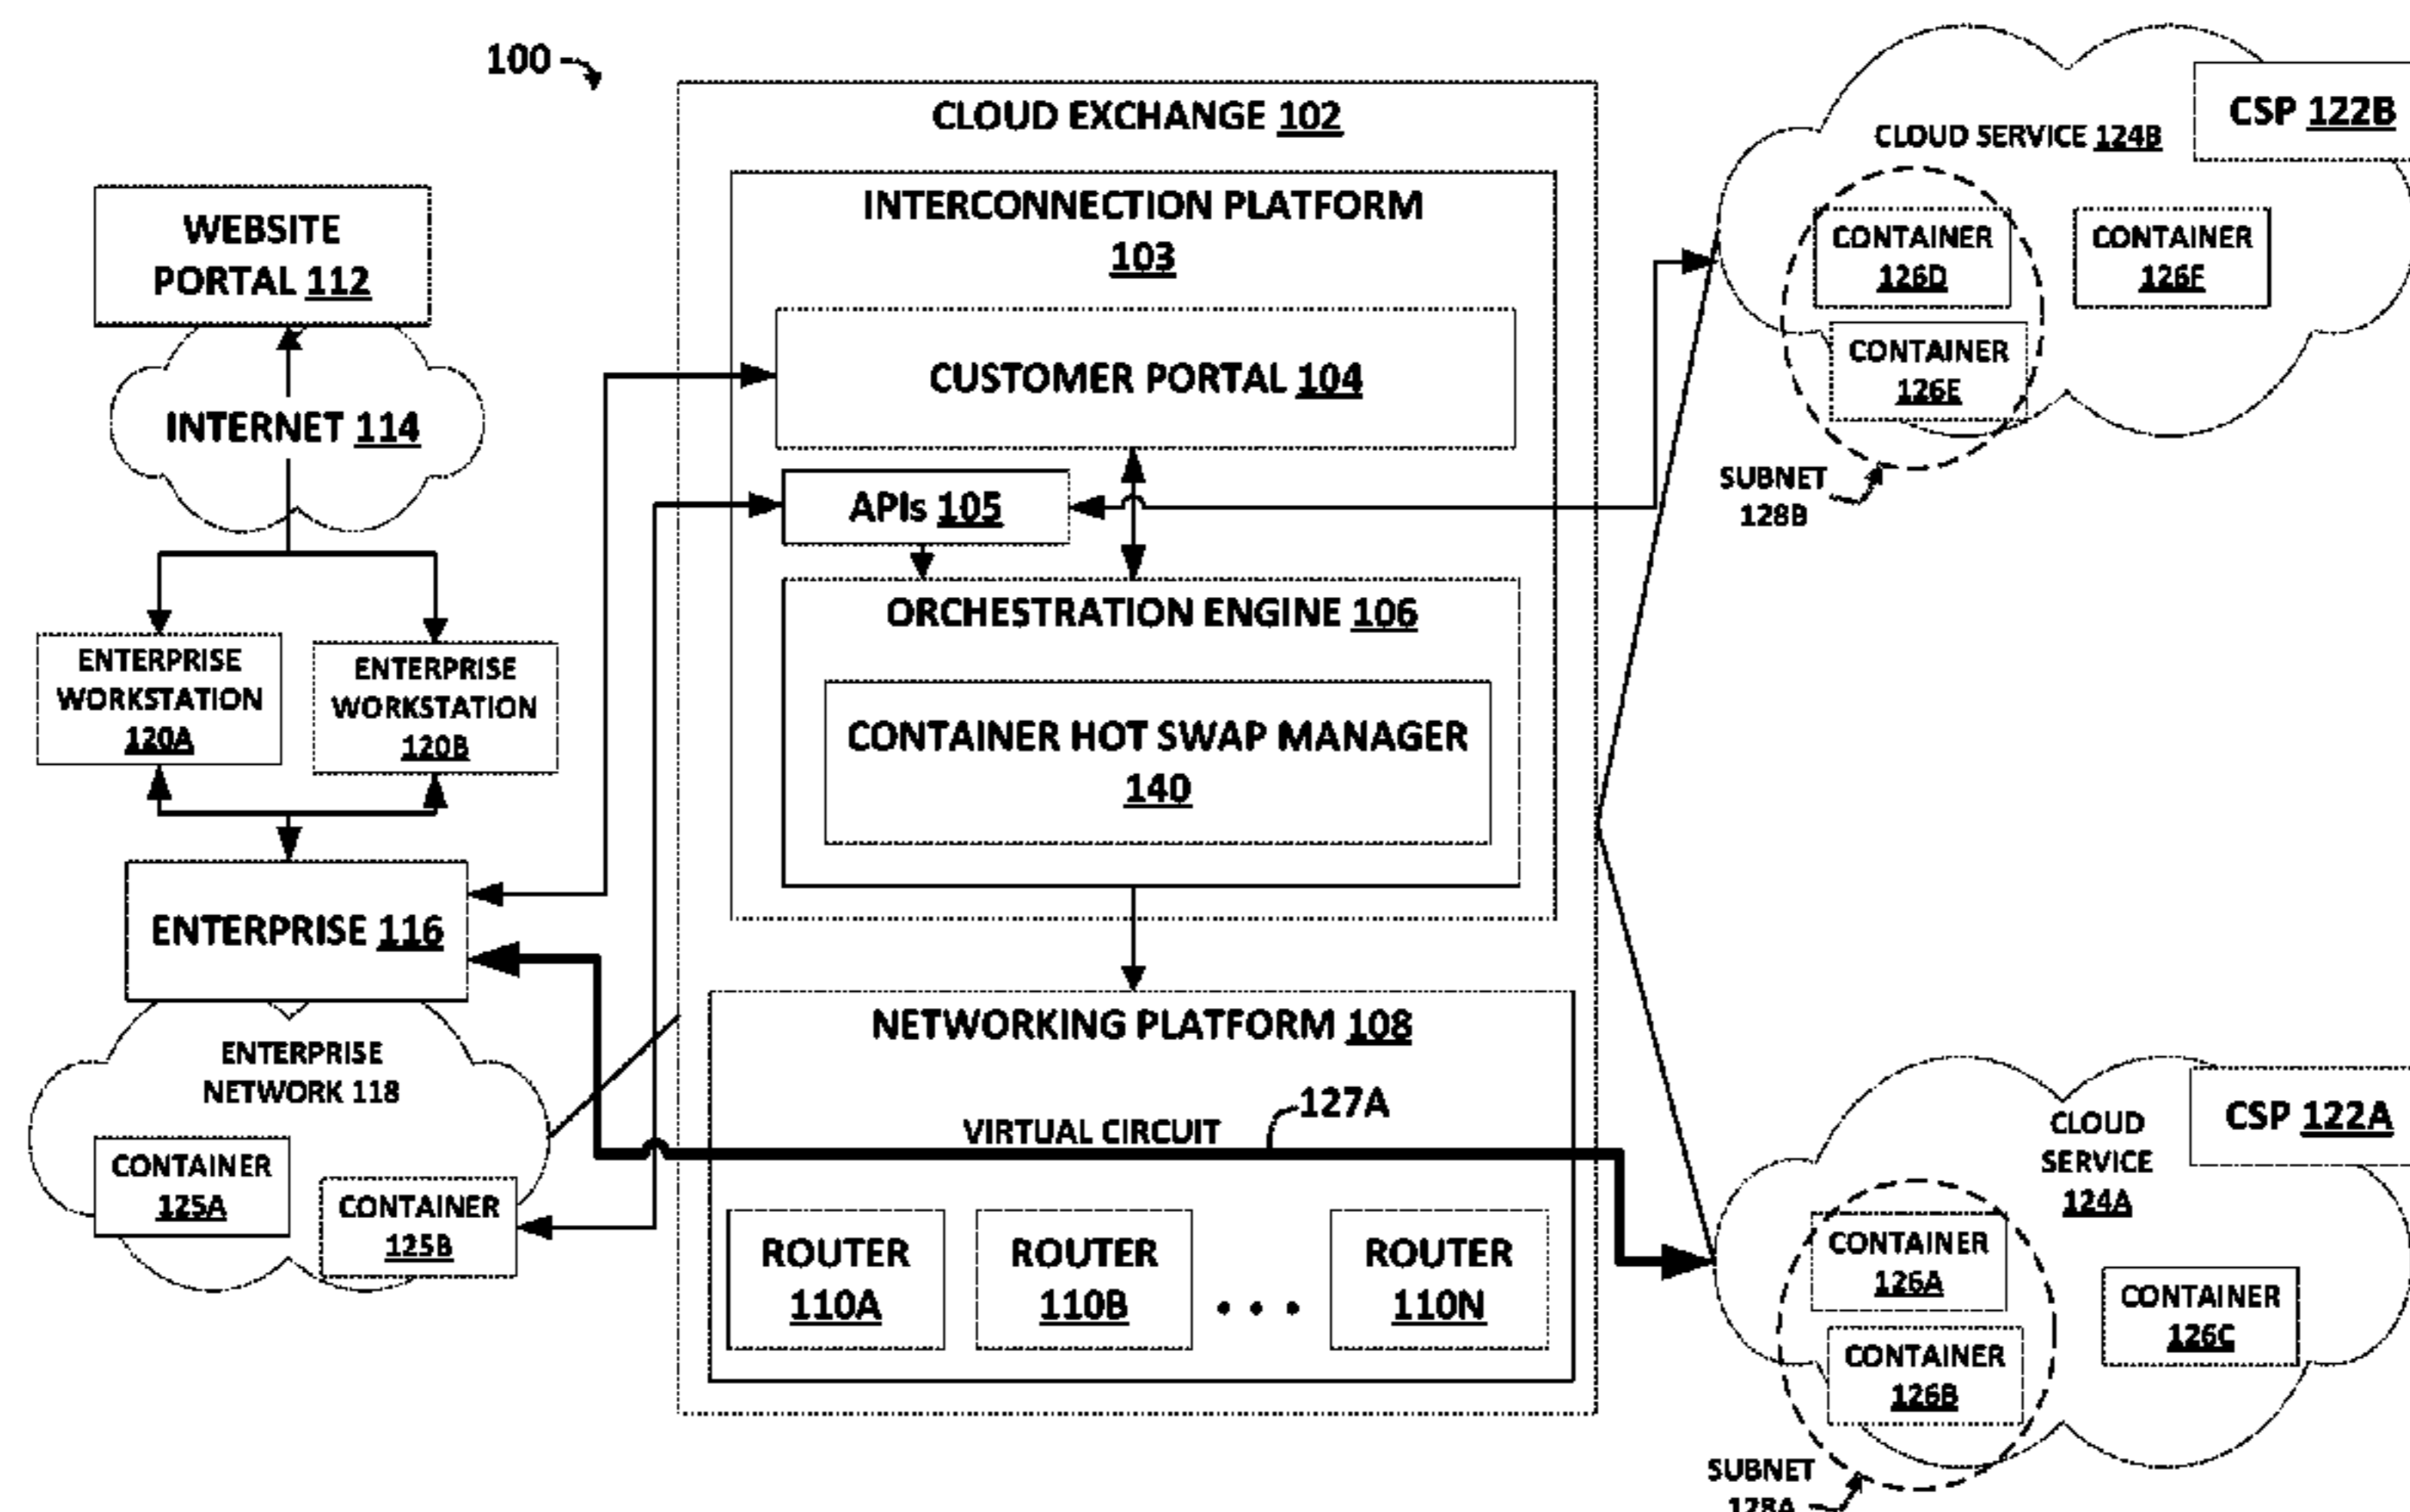 100
CLOUD EXCHANGE 102
INTERCONNECTION PLATFORM
103
CUSTOMER PORTAL 104
APIs 105
ORCHESTRATION ENGINE 106
CONTAINER HOT SWAP MANAGER
140
NETWORKING PLATFORM 108
127A
VIRTUAL CIRCUIT
ROUTER
110A
ROUTER
110B
• • •
ROUTER
110N
WEBSITE
PORTAL 112
INTERNET 114
ENTERPRISE
WORKSTATION
120A
ENTERPRISE
WORKSTATION
120B
ENTERPRISE 116
ENTERPRISE
NETWORK 118
CONTAINER
125A
CONTAINER
125B
CSP 122B
CLOUD SERVICE 124B
CONTAINER
126D
CONTAINER
126F
CONTAINER
126E
SUBNET
128B
CSP 122A
CLOUD
SERVICE
124A
CONTAINER
126A
CONTAINER
126C
CONTAINER
126B
SUBNET
128A